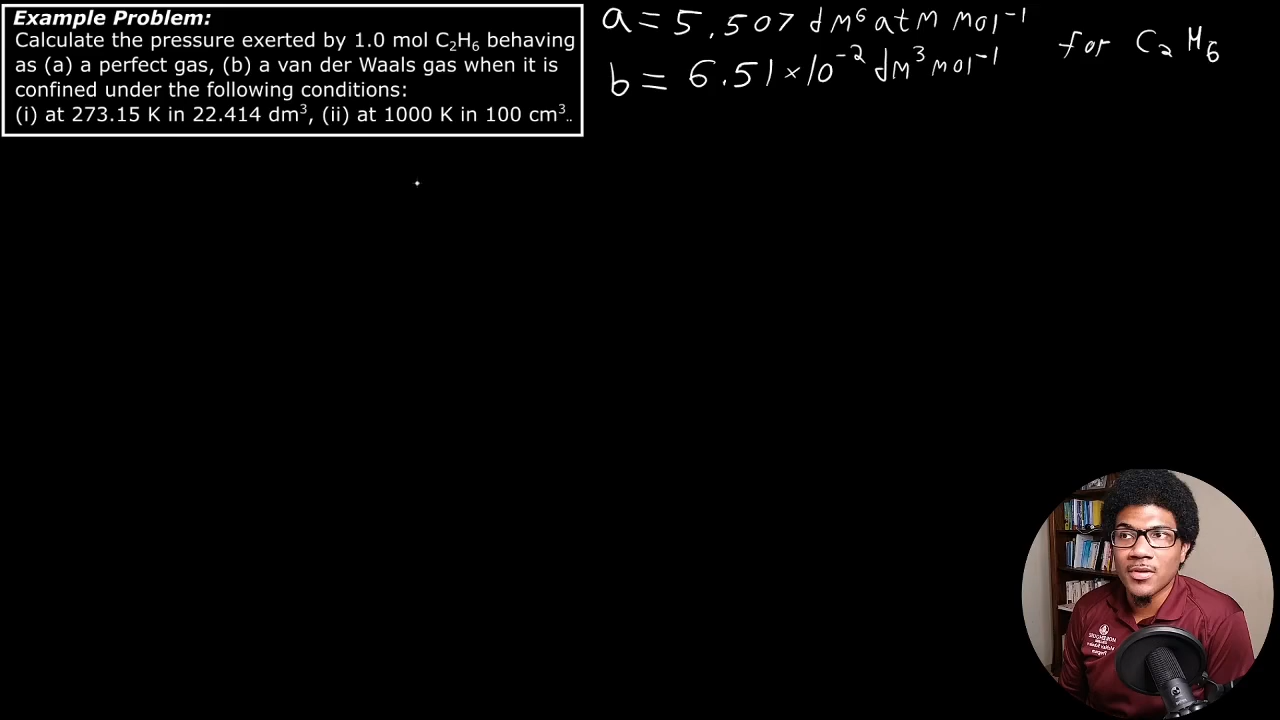 Example Problem:
Calculate the pressure exerted by 1.0 mol C₂H₆ behaving
as (a) a perfect gas, (b) a van der Waals gas when it is
confined under the following conditions:
(i) at 273.15 K in 22.414 dm³, (ii) at 1000 K in 100 cm³..
a = 5.507 dm⁶ atm mol⁻¹
b = 6.51 × 10⁻² dm³ mol⁻¹
for C₂H₆